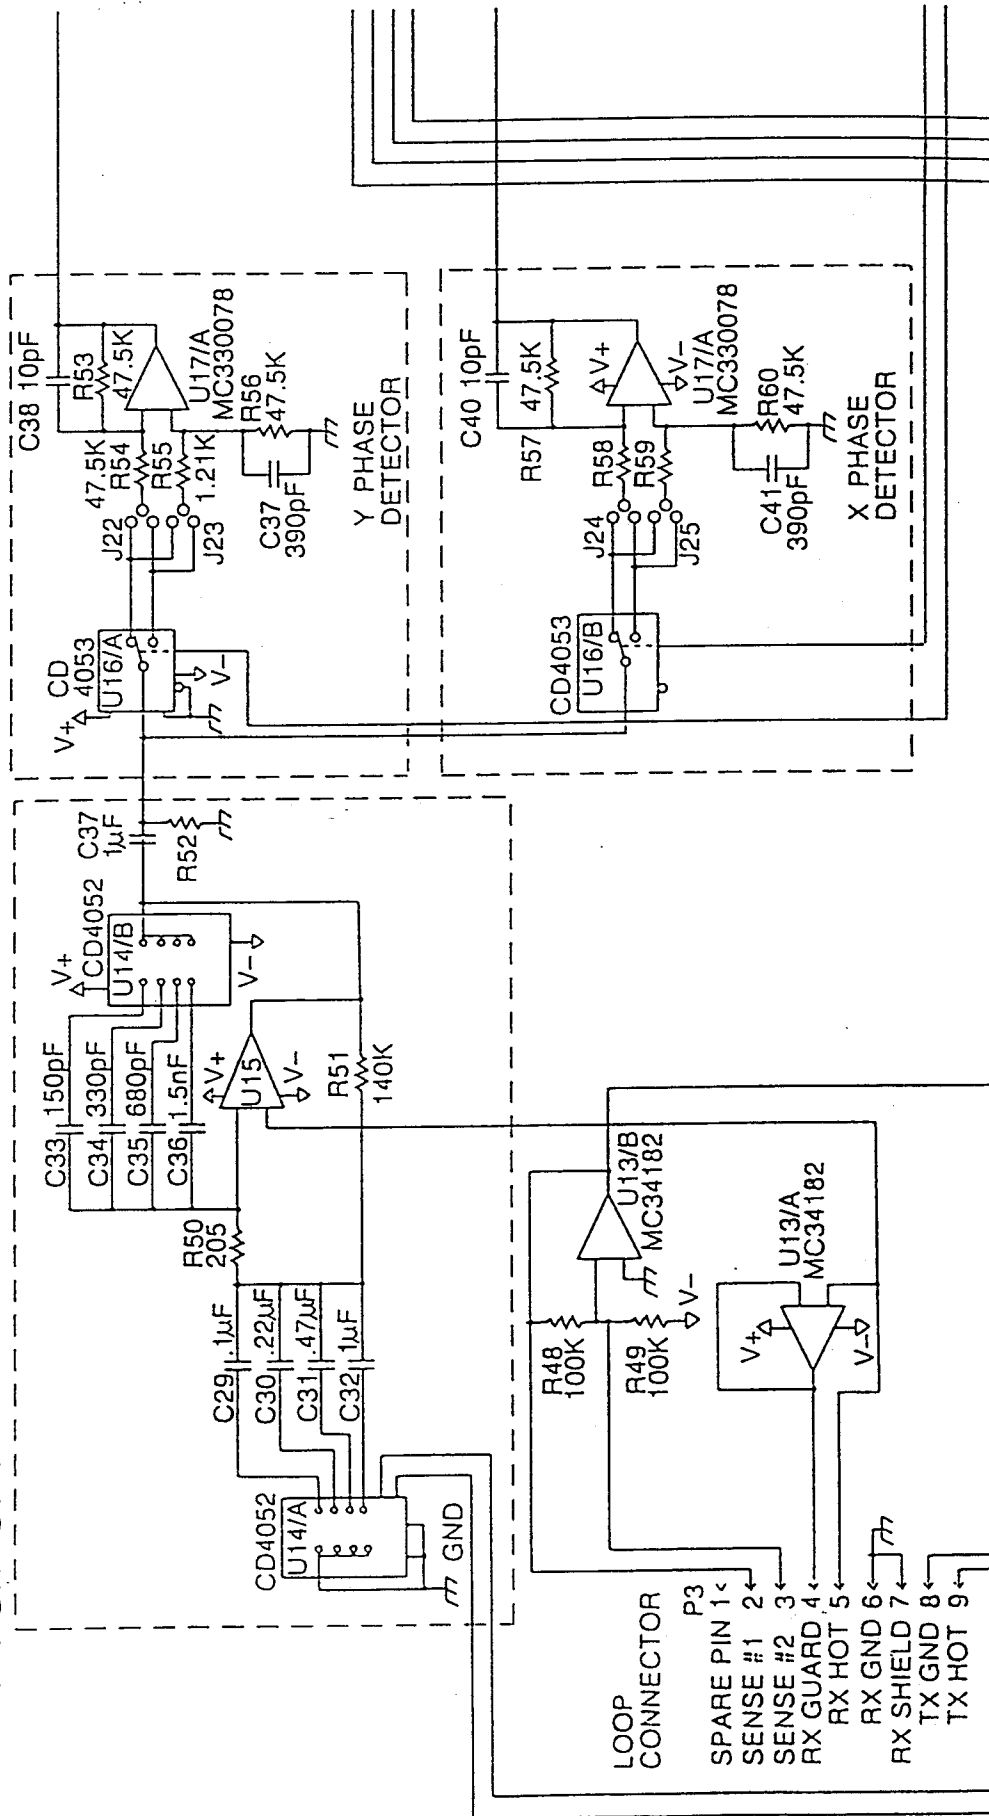 C38 10pF
R53
47.5K
47.5K
R54
R55
1.21K
U17/A
MC330078
R56
47.5K
C37
390pF
J22
J23
Y PHASE
DETECTOR
CD
4053
U16/A
V+
V-
C40 10pF
47.5K
R57
V+
V-
U17/A
MC330078
R58
R59
R60
47.5K
C41
390pF
J24
J25
X PHASE
DETECTOR
CD4053
U16/B
C37
1µF
R52
V+
CD4052
U14/B
V-
C33 150pF
C34 330pF
C35 680pF
C36 1.5nF
V+
U15
V-
R51
140K
R50
205
C29 .1µF
C30 .22µF
C31 .47µF
C32 1µF
CD4052
U14/A
GND
U13/B
MC34182
R48
100K
R49
100K
V-
U13/A
MC34182
V+
V-
LOOP
CONNECTOR
P3
SPARE PIN 1
SENSE #1 2
SENSE #2 3
RX GUARD 4
RX HOT 5
RX GND 6
RX SHIELD 7
TX GND 8
TX HOT 9